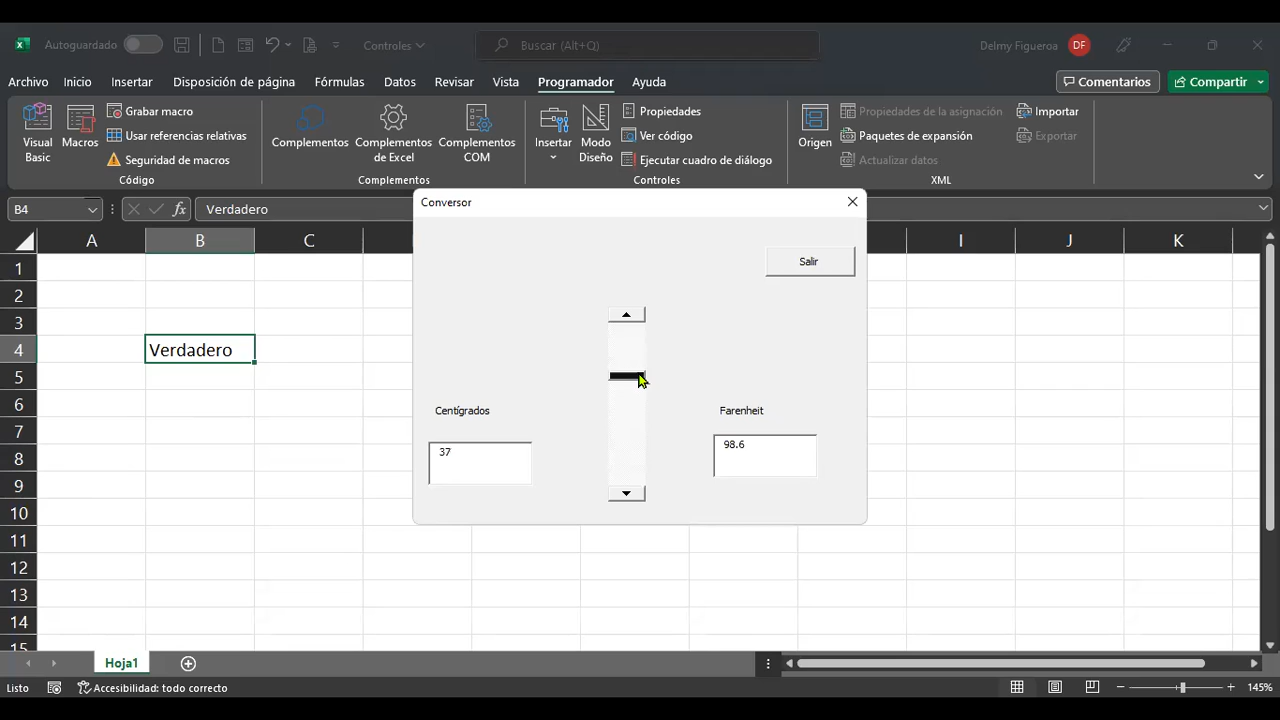 Autoguardado
Controles
Buscar (Alt+Q)
Delmy Figueroa
DF
Archivo Inicio Insertar Disposición de página Fórmulas Datos Revisar Vista Programador Ayuda
Comentarios
Compartir
Visual Basic
Macros
Grabar macro
Usar referencias relativas
Seguridad de macros
Código
Complementos
Complementos de Excel
Complementos COM
Complementos
Insertar
Modo Diseño
Propiedades
Ver código
Ejecutar cuadro de diálogo
Controles
Origen
Propiedades de la asignación
Paquetes de expansión
Actualizar datos
Importar
Exportar
XML
B4
fx
Verdadero
Conversor
Salir
A B C I J K
1
2
3
4 Verdadero
5
6
7
8
9
10
11
12
13
14
15
Centígrados
37
Farenheit
98.6
Hoja1
Listo
Accesibilidad: todo correcto
145%